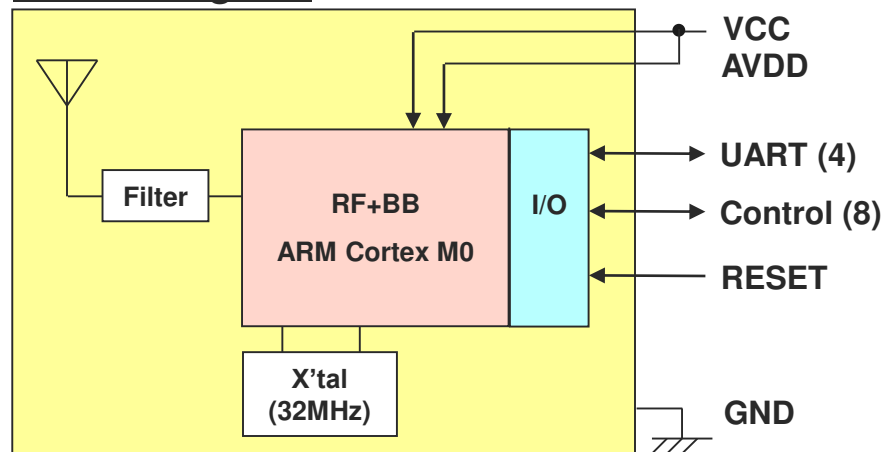 VCC
AVDD
UART (4)
Filter
RF+BB
I/O
Control (8)
ARM Cortex M0
RESET
X'tal
(32MHz)
GND